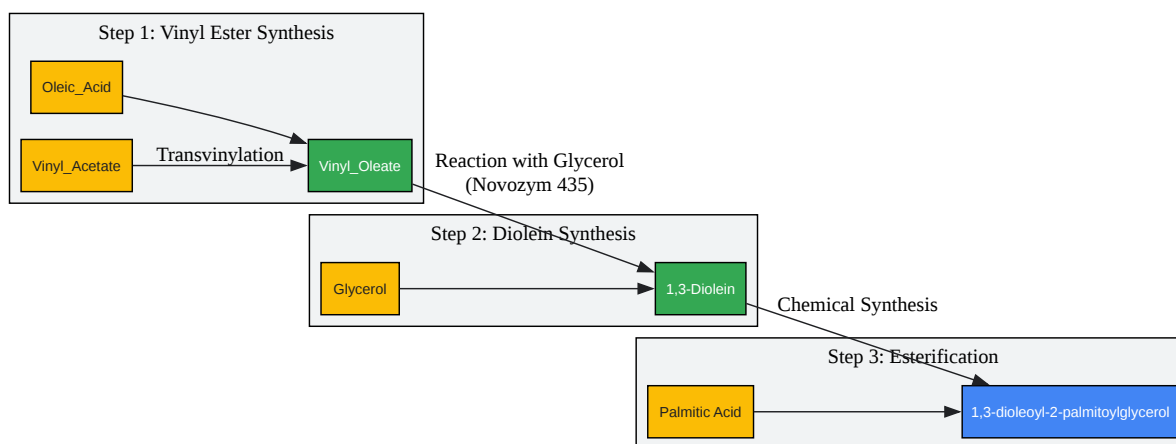 Step 1: Vinyl Ester Synthesis
Oleic_Acid
Vinyl_Acetate
Transvinylation
Vinyl_Oleate
Reaction with Glycerol
(Novozym 435)
Step 2: Diolein Synthesis
Glycerol
1,3-Diolein
Chemical Synthesis
Step 3: Esterification
Palmitic Acid
1,3-dioleoyl-2-palmitoylglycerol